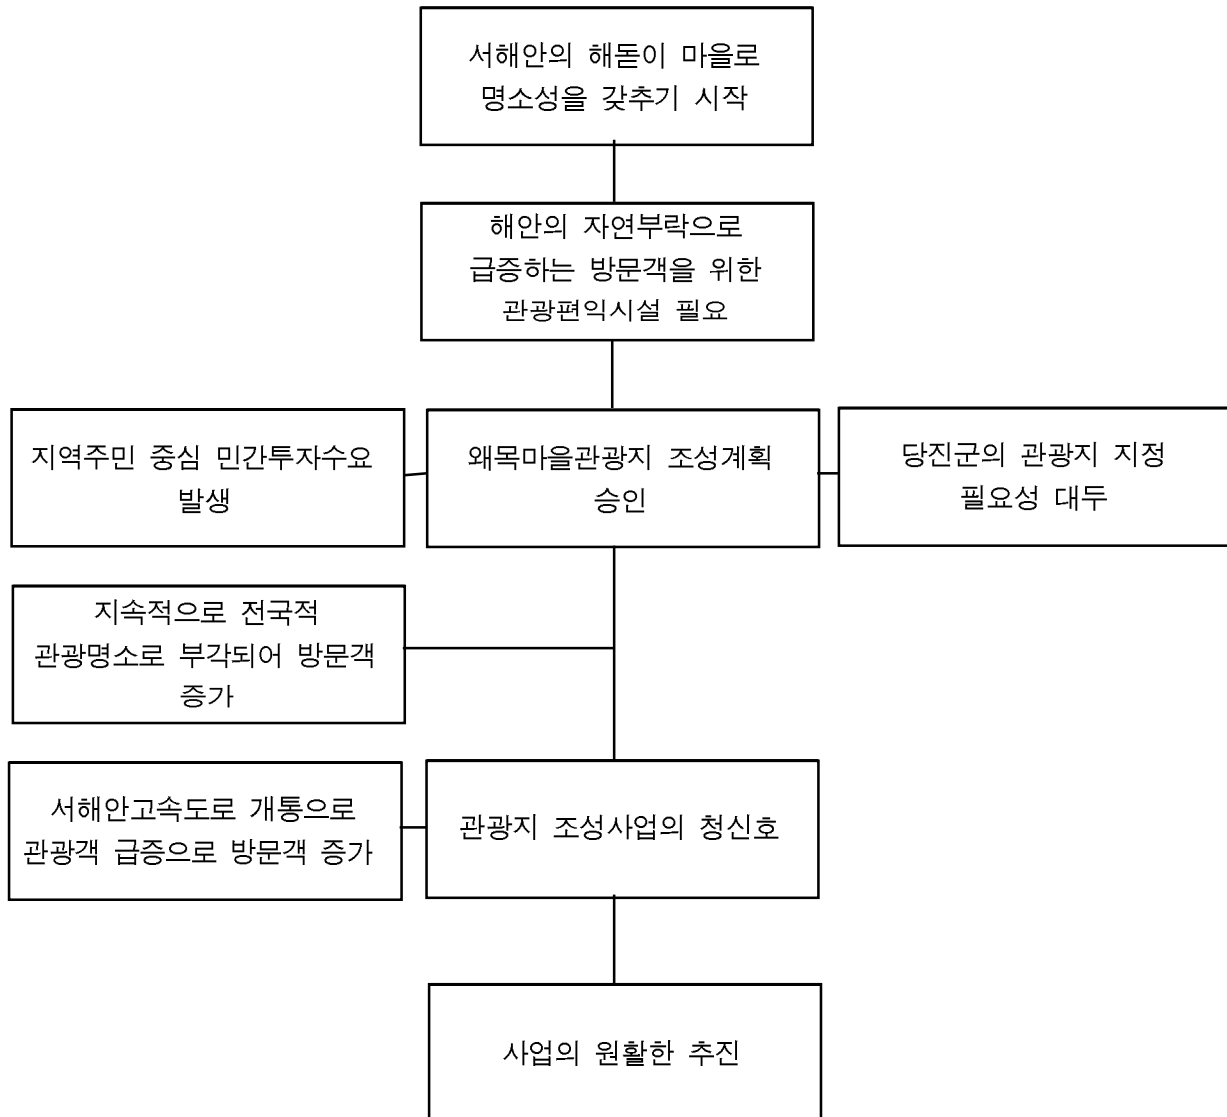 서해안의 해돋이 마을로
명소성을 갖추기 시작
해안의 자연부락으로
급증하는 방문객을 위한
관광편익시설 필요
지역주민 중심 민간투자수요
발생
왜목마을관광지 조성계획
승인
당진군의 관광지 지정
필요성 대두
지속적으로 전국적
관광명소로 부각되어 방문객
증가
서해안고속도로 개통으로
관광객 급증으로 방문객 증가
관광지 조성사업의 청신호
사업의 원활한 추진